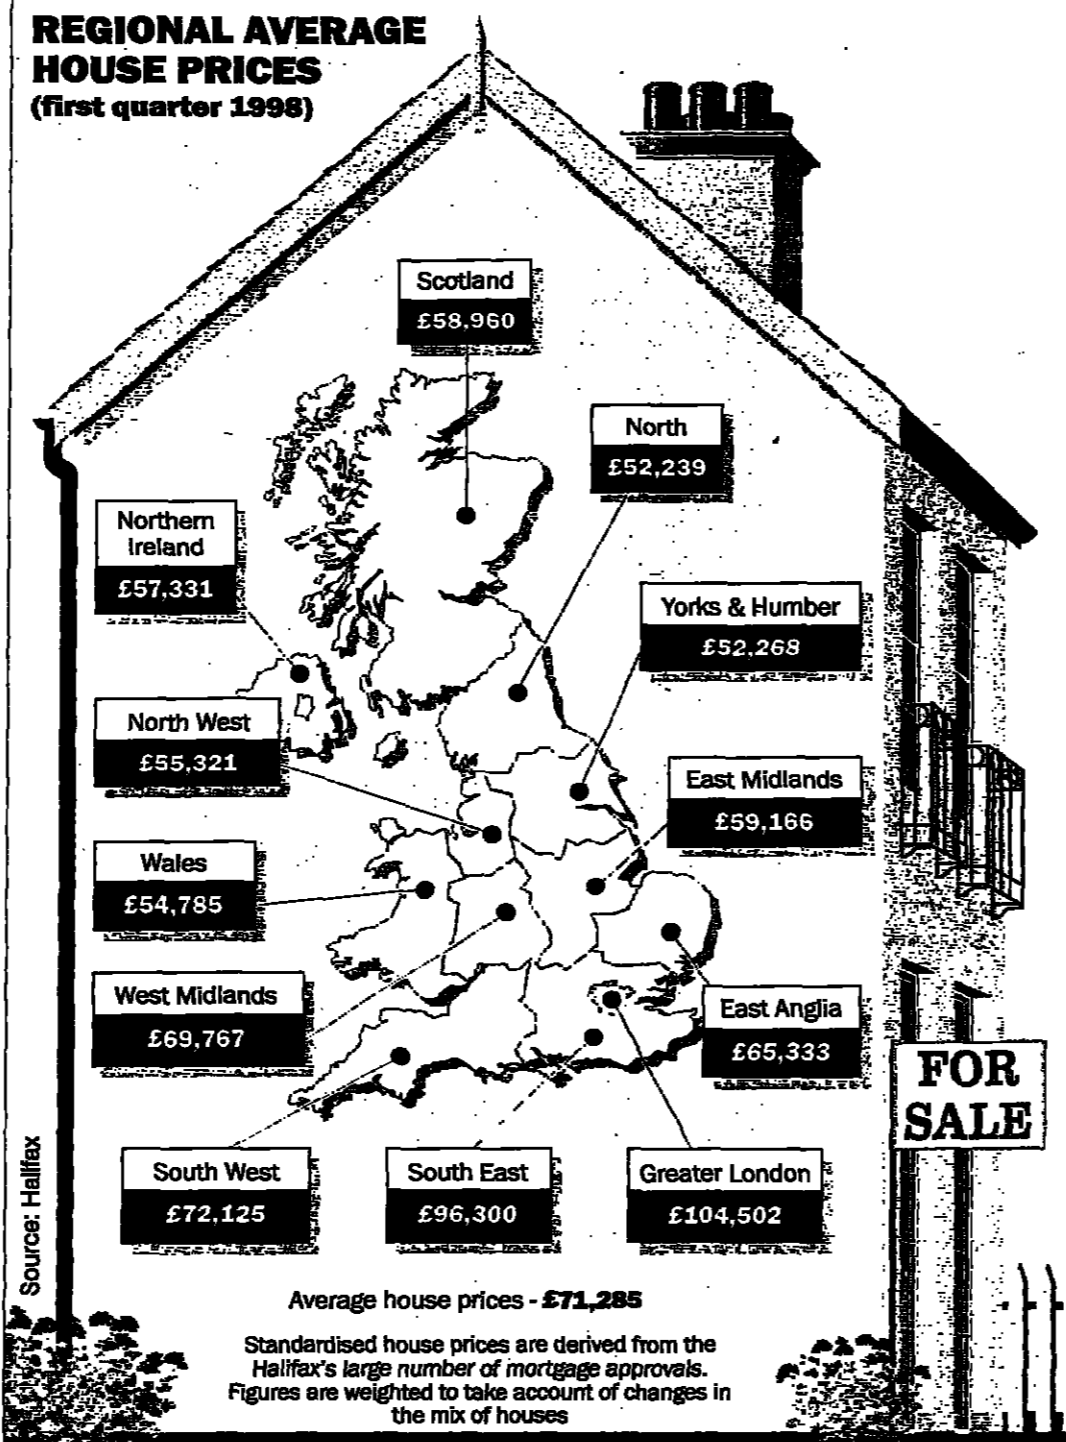 REGIONAL AVERAGE
HOUSE PRICES
(first quarter 1998)
Scotland
£58,960
North
£52,239
Northern
Ireland
£57,331
Yorks & Humber
£52,268
North West
£55,321
East Midlands
£59,166
Wales
£54,785
West Midlands
£69,767
East Anglia
£65,333
FOR
SALE
South West
£72,125
South East
£96,300
Greater London
£104,502
Source: Halifax
Average house prices - £71,285
Standardised house prices are derived from the
Halifax's large number of mortgage approvals.
Figures are weighted to take account of changes in
the mix of houses